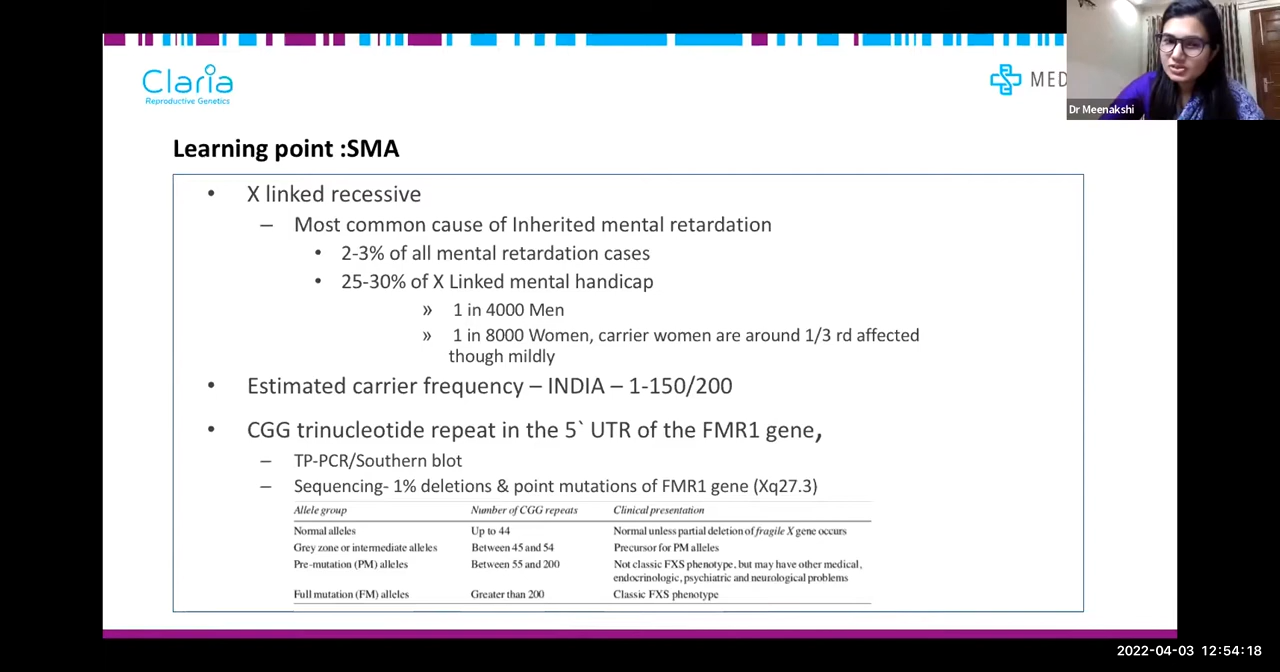 Claria
Reproductive Genetics
MED
Dr Meenakshi
Learning point :SMA
• X linked recessive
– Most common cause of Inherited mental retardation
• 2-3% of all mental retardation cases
• 25-30% of X Linked mental handicap
» 1 in 4000 Men
» 1 in 8000 Women, carrier women are around 1/3 rd affected
though mildly
• Estimated carrier frequency – INDIA – 1-150/200
• CGG trinucleotide repeat in the 5` UTR of the FMR1 gene,
– TP-PCR/Southern blot
– Sequencing- 1% deletions & point mutations of FMR1 gene (Xq27.3)
Allele group Number of CGG repeats Clinical presentation
Normal alleles Up to 44 Normal unless partial deletion of fragile X gene occurs
Grey zone or intermediate alleles Between 45 and 54 Precursor for PM alleles
Pre-mutation (PM) alleles Between 55 and 200 Not classic FXS phenotype, but may have other medical,
endocrinologic, psychiatric and neurological problems
Full mutation (FM) alleles Greater than 200 Classic FXS phenotype
2022-04-03 12:54:18